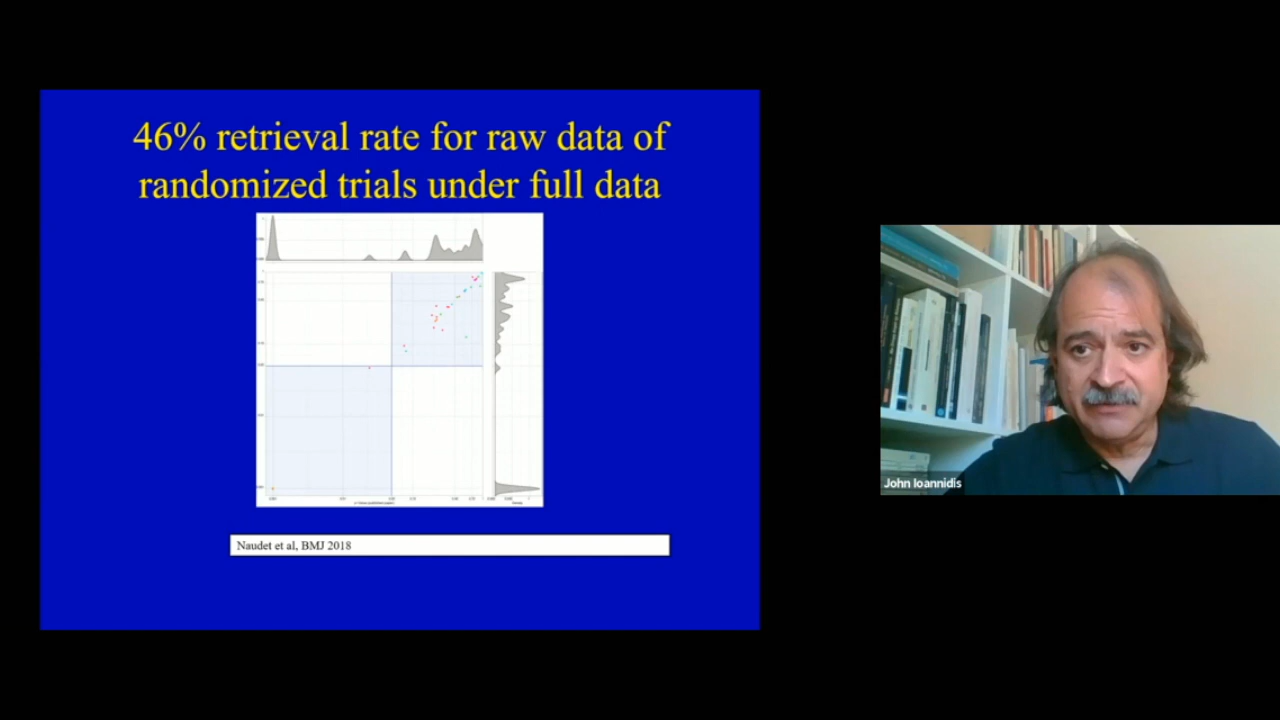 46% retrieval rate for raw data of
randomized trials under full data
Naudet et al, BMJ 2018
John Ioannidis